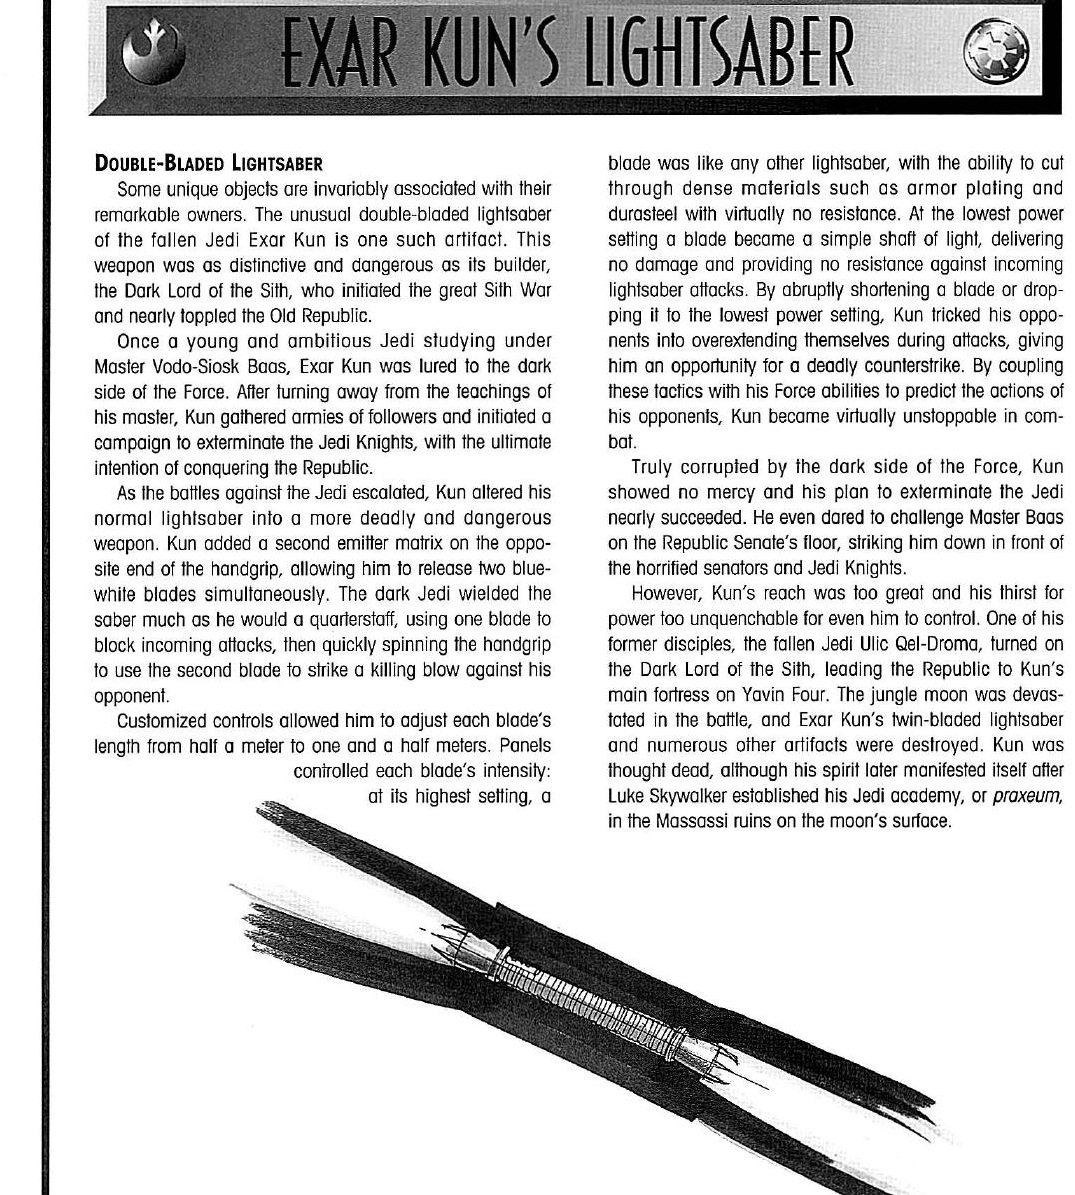 EXAR KUN'S LIGHTSABER
DOUBLE-BLADED LIGHTSABER
Some unique objects are invariably associated with their
remarkable owners. The unusual double-bladed lightsaber
of the fallen Jedi Exar Kun is one such artifact. This
weapon was as distinctive and dangerous as its builder,
the Dark Lord of the Sith, who initiated the great Sith War
and nearly toppled the Old Republic.
Once a young and ambitious Jedi studying under
Master Vodo-Siosk Baas, Exar Kun was lured to the dark
side of the Force. After turning away from the teachings of
his master, Kun gathered armies of followers and initiated a
campaign to exterminate the Jedi Knights, with the ultimate
intention of conquering the Republic.
As the battles against the Jedi escalated, Kun altered his
normal lightsaber into a more deadly and dangerous
weapon. Kun added a second emitter matrix on the oppo-
site end of the handgrip, allowing him to release two blue-
white blades simultaneously. The dark Jedi wielded the
saber much as he would a quarterstaff, using one blade to
block incoming attacks, then quickly spinning the handgrip
to use the second blade to strike a killing blow against his
opponent.
Customized controls allowed him to adjust each blade's
length from half a meter to one and a half meters. Panels
controlled each blade's intensity:
at its highest setting, a
blade was like any other lightsaber, with the ability to cut
through dense materials such as armor plating and
durasteel with virtually no resistance. At the lowest power
setting a blade became a simple shaft of light, delivering
no damage and providing no resistance against incoming
lightsaber attacks. By abruptly shortening a blade or drop-
ping it to the lowest power setting, Kun tricked his oppo-
nents into overextending themselves during attacks, giving
him an opportunity for a deadly counterstrike. By coupling
these tactics with his Force abilities to predict the actions of
his opponents, Kun became virtually unstoppable in com-
bat.
Truly corrupted by the dark side of the Force, Kun
showed no mercy and his plan to exterminate the Jedi
nearly succeeded. He even dared to challenge Master Baas
on the Republic Senate's floor, striking him down in front of
the horrified senators and Jedi Knights.
However, Kun's reach was too great and his thirst for
power too unquenchable for even him to control. One of his
former disciples, the fallen Jedi Ulic Qel-Droma, turned on
the Dark Lord of the Sith, leading the Republic to Kun's
main fortress on Yavin Four. The jungle moon was devas-
tated in the battle, and Exar Kun's twin-bladed lightsaber
and numerous other artifacts were destroyed. Kun was
thought dead, although his spirit later manifested itself after
Luke Skywalker established his Jedi academy, or praxeum,
in the Massassi ruins on the moon's surface.